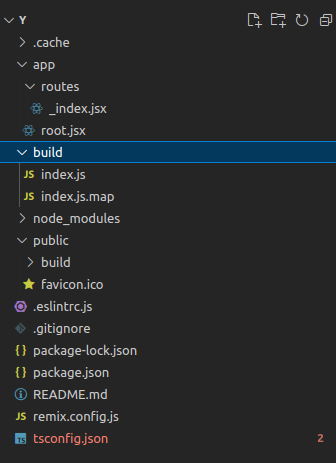 Y
.cache
app
routes
_index.jsx
root.jsx
build
JS index.js
JS index.js.map
node_modules
public
build
favicon.ico
.eslintrc.js
.gitignore
{} package-lock.json
{} package.json
README.md
JS remix.config.js
TS tsconfig.json 2